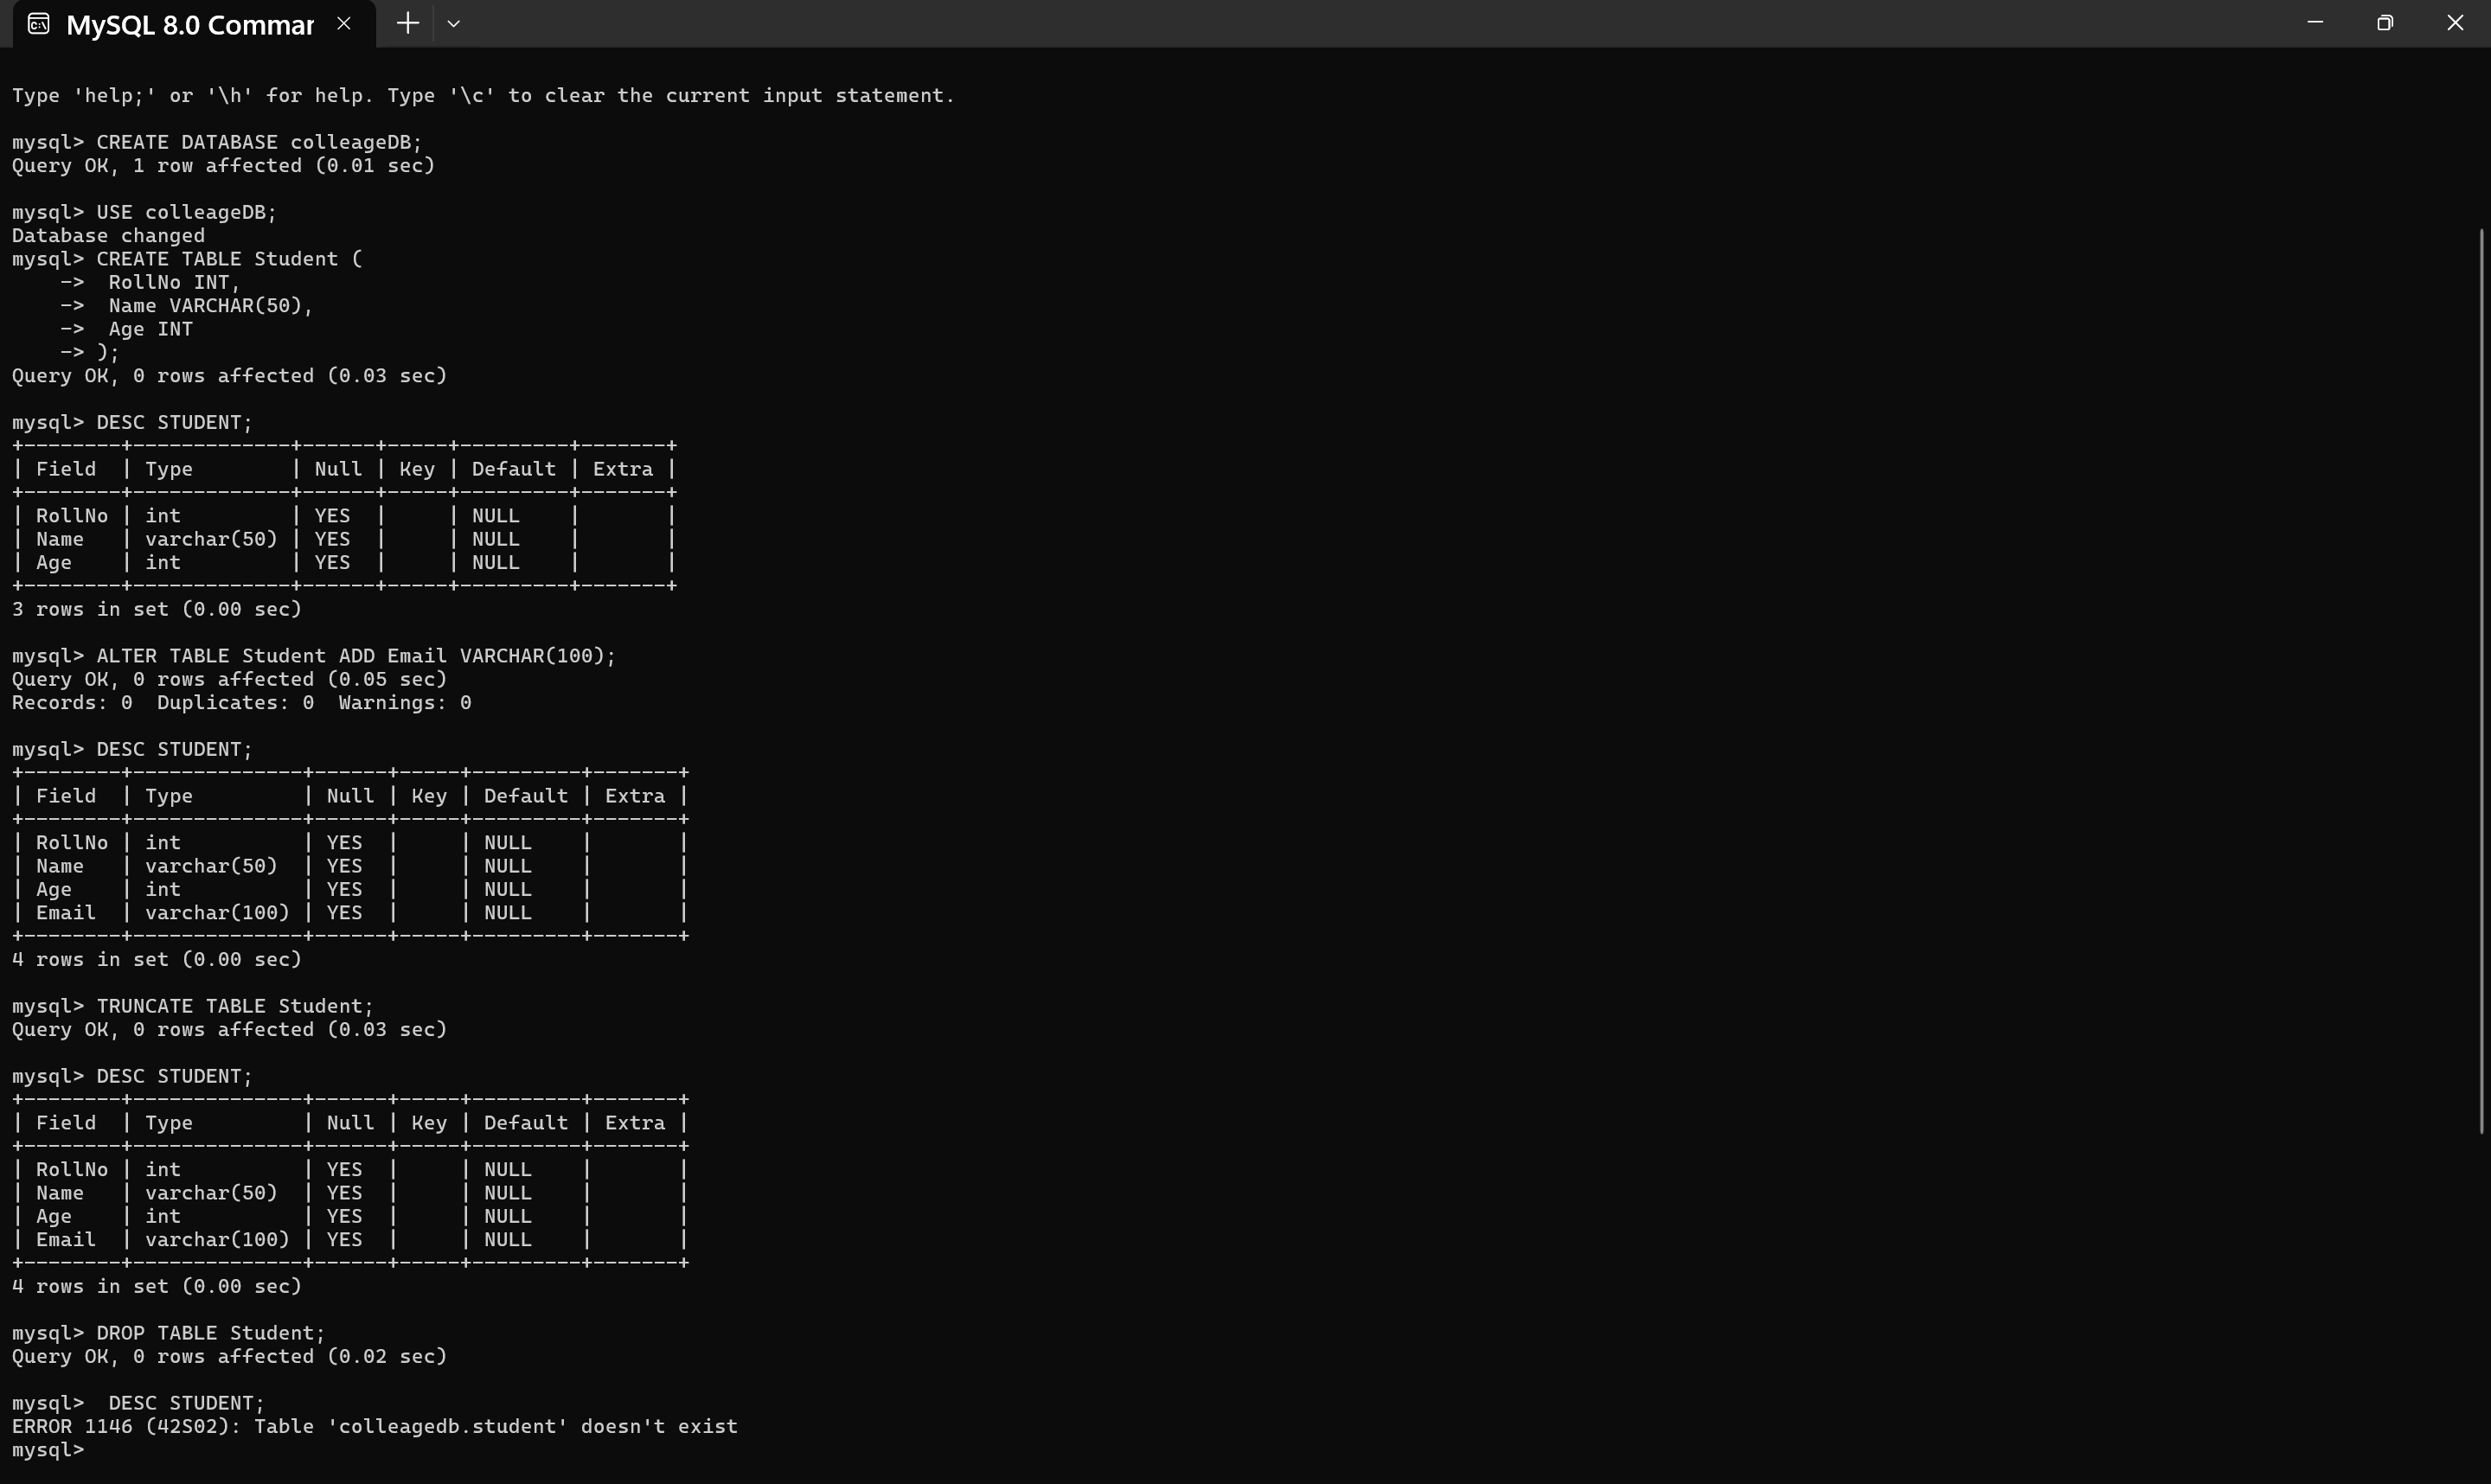 MySQL 8.0 Commar
Type 'help;' or '\h' for help. Type '\c' to clear the current input statement.
mysql> CREATE DATABASE colleageDB;
Query OK, 1 row affected (0.01 sec)
mysql> USE colleageDB;
Database changed
mysql> CREATE TABLE Student (
    ->  RollNo INT,
    ->  Name VARCHAR(50),
    ->  Age INT
    -> );
Query OK, 0 rows affected (0.03 sec)
mysql> DESC STUDENT;
+--------+-------------+------+-----+---------+-------+
| Field  | Type        | Null | Key | Default | Extra |
+--------+-------------+------+-----+---------+-------+
| RollNo | int         | YES  |     | NULL    |       |
| Name   | varchar(50) | YES  |     | NULL    |       |
| Age    | int         | YES  |     | NULL    |       |
+--------+-------------+------+-----+---------+-------+
3 rows in set (0.00 sec)
mysql> ALTER TABLE Student ADD Email VARCHAR(100);
Query OK, 0 rows affected (0.05 sec)
Records: 0  Duplicates: 0  Warnings: 0
mysql> DESC STUDENT;
+--------+--------------+------+-----+---------+-------+
| Field  | Type         | Null | Key | Default | Extra |
+--------+--------------+------+-----+---------+-------+
| RollNo | int          | YES  |     | NULL    |       |
| Name   | varchar(50)  | YES  |     | NULL    |       |
| Age    | int          | YES  |     | NULL    |       |
| Email  | varchar(100) | YES  |     | NULL    |       |
+--------+--------------+------+-----+---------+-------+
4 rows in set (0.00 sec)
mysql> TRUNCATE TABLE Student;
Query OK, 0 rows affected (0.03 sec)
mysql> DESC STUDENT;
+--------+--------------+------+-----+---------+-------+
| Field  | Type         | Null | Key | Default | Extra |
+--------+--------------+------+-----+---------+-------+
| RollNo | int          | YES  |     | NULL    |       |
| Name   | varchar(50)  | YES  |     | NULL    |       |
| Age    | int          | YES  |     | NULL    |       |
| Email  | varchar(100) | YES  |     | NULL    |       |
+--------+--------------+------+-----+---------+-------+
4 rows in set (0.00 sec)
mysql> DROP TABLE Student;
Query OK, 0 rows affected (0.02 sec)
mysql>  DESC STUDENT;
ERROR 1146 (42S02): Table 'colleagedb.student' doesn't exist
mysql>